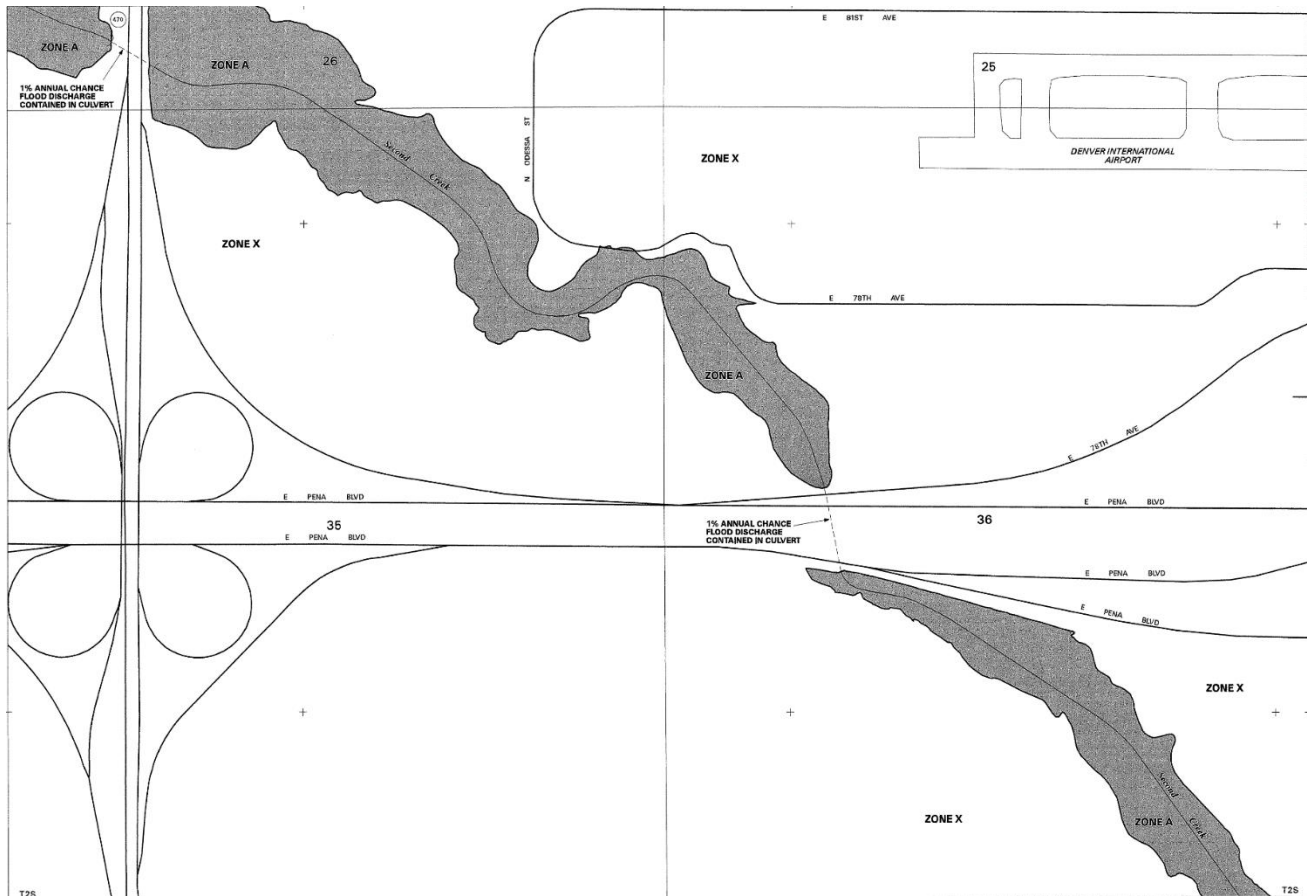 E 81ST AVE
470
ZONE A
ZONE A
26
25
1% ANNUAL CHANCE
FLOOD DISCHARGE
CONTAINED IN CULVERT
N ODESSA ST
Second
Creek
ZONE X
DENVER INTERNATIONAL
AIRPORT
ZONE X
E 78TH AVE
ZONE A
E 76TH AVE
E PENA BLVD
E PENA BLVD
35
36
1% ANNUAL CHANCE
FLOOD DISCHARGE
CONTAINED IN CULVERT
E PENA BLVD
E PENA BLVD
E PENA BLVD
ZONE X
Second
Creek
ZONE X
ZONE A
T2S
T2S